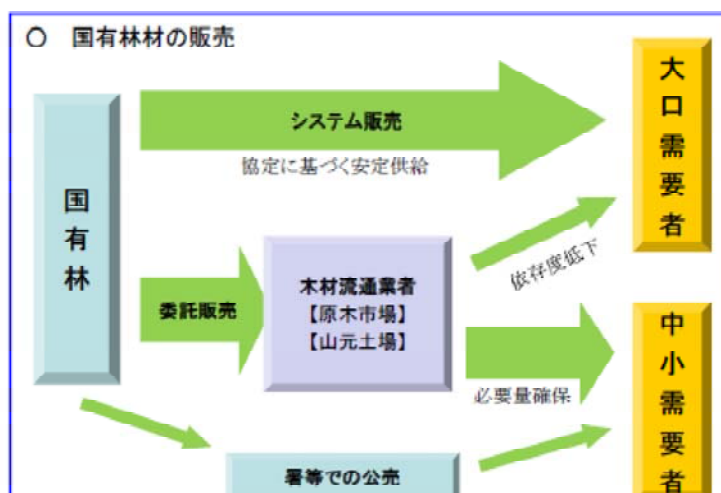 ○ 国有林材の販売
大口需要者
システム販売
協定に基づく安定供給
国有林
依存度低下
木材流通業者
【原木市場】
【山元土場】
委託販売
中小需要者
必要量確保
署等での公売